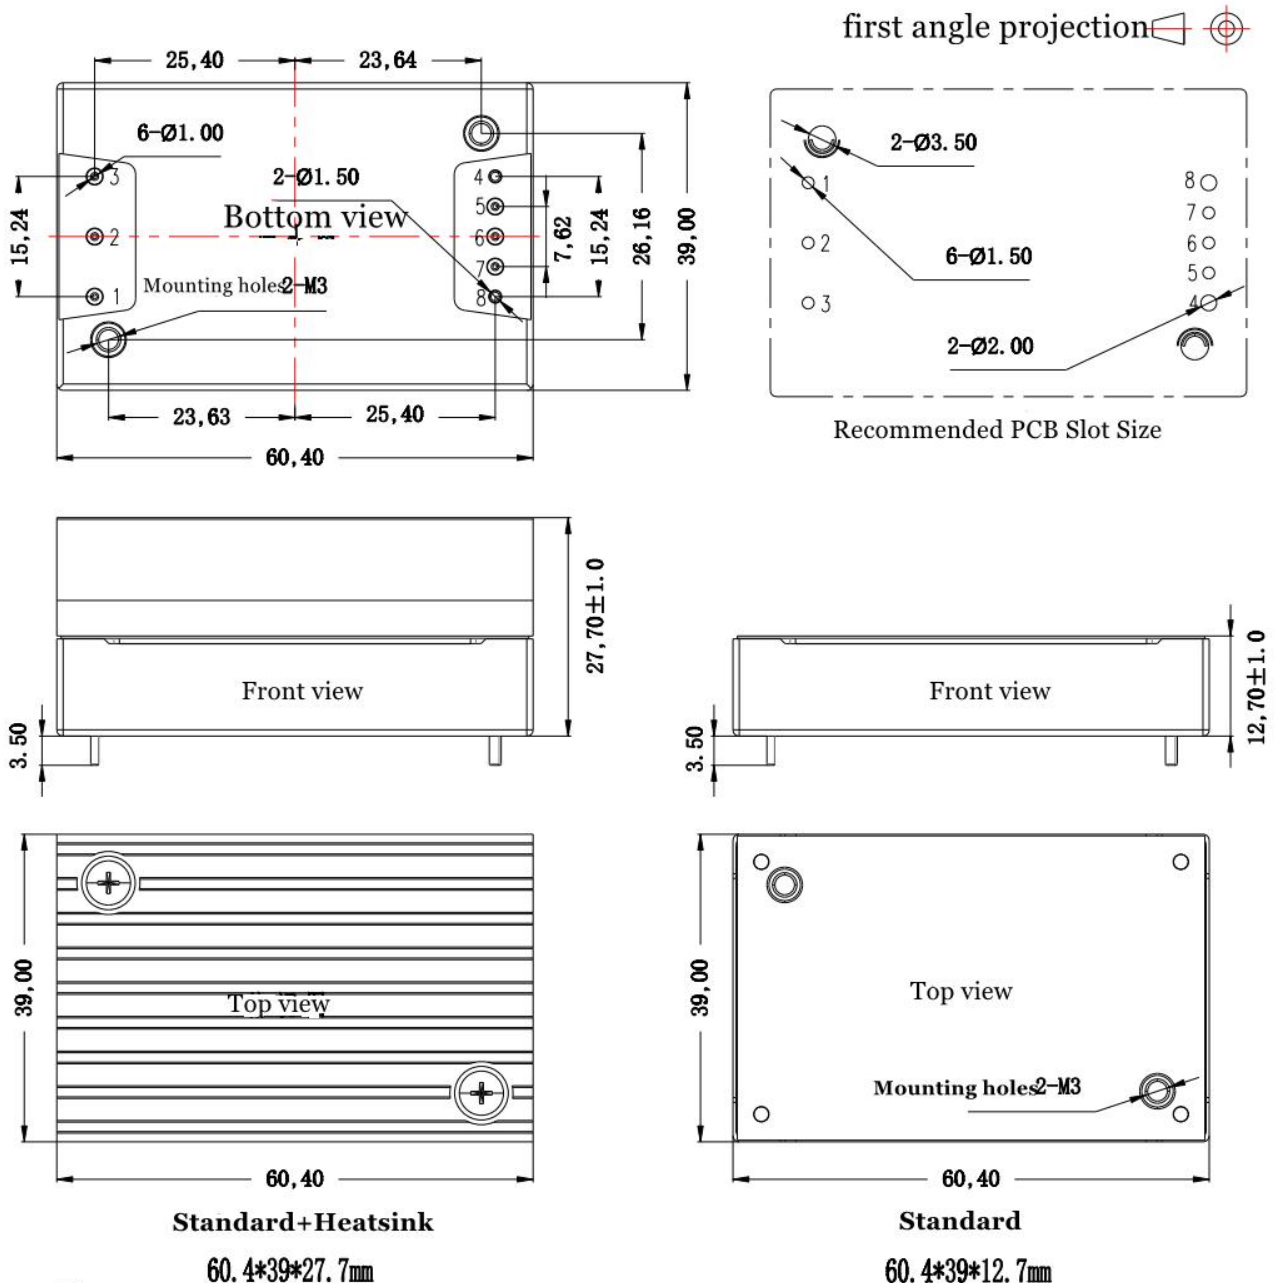 first angle projection
25,40
23,64
6-Ø1.00
3
2-Ø1.50
4
5
Bottom view
2
6
7
Mounting holes 2-M3
1
8
15,24
7,62
15,24
26,16
39,00
23,63
25,40
60,40
2-Ø3.50
1
8
7
2
6
6-Ø1.50
5
3
4
2-Ø2.00
Recommended PCB Slot Size
27,70±1.0
Front view
3.50
Front view
3.50
12,70±1.0
39,00
Top view
60,40
Standard+Heatsink
60.4*39*27.7mm
39,00
Top view
Mounting holes 2-M3
60,40
Standard
60.4*39*12.7mm